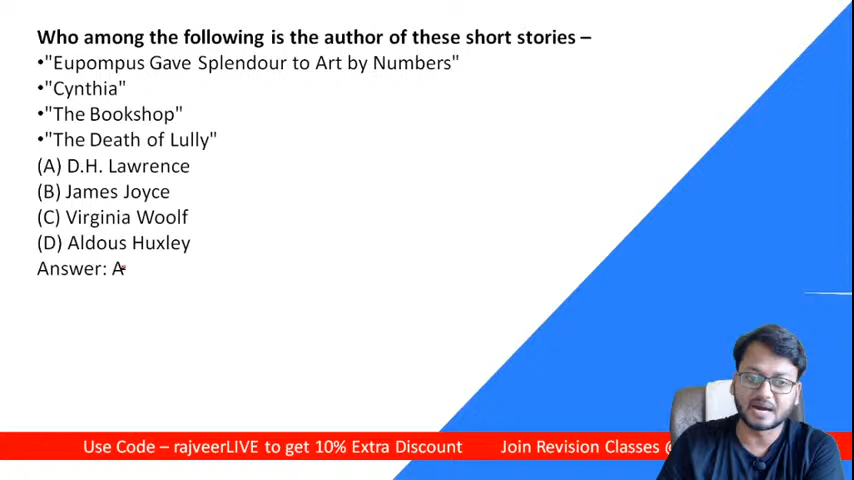 Who among the following is the author of these short stories –
•"Eupompus Gave Splendour to Art by Numbers"
•"Cynthia"
•"The Bookshop"
•"The Death of Lully"
(A) D.H. Lawrence
(B) James Joyce
(C) Virginia Woolf
(D) Aldous Huxley
Answer: A
Use Code – rajveerLIVE to get 10% Extra Discount Join Revision Classes @